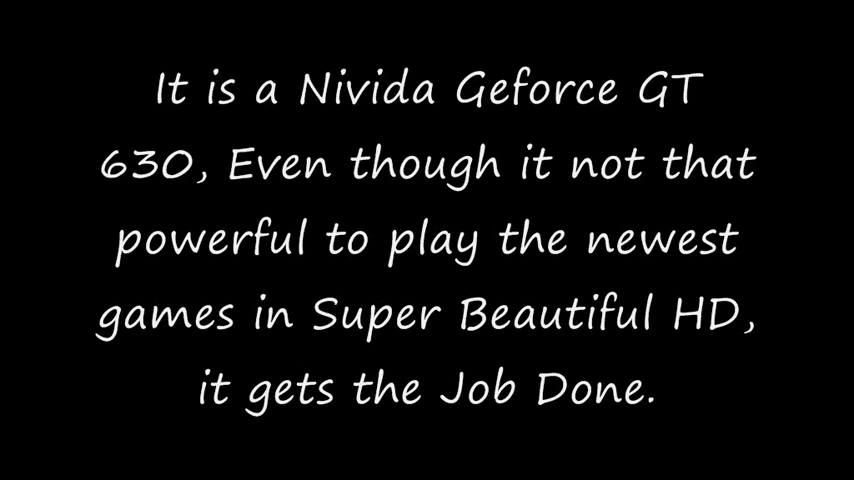 It is a Nivida Geforce GT
630, Even though it not that
powerful to play the newest
games in Super Beautiful HD,
it gets the Job Done.